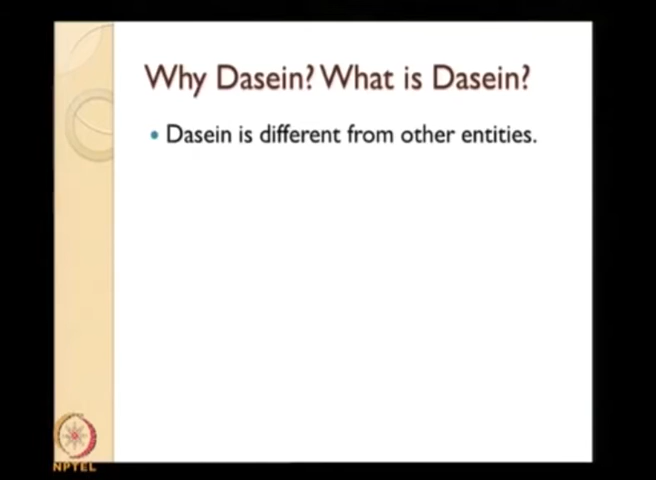 Why Dasein? What is Dasein?
• Dasein is different from other entities.
NPTEL